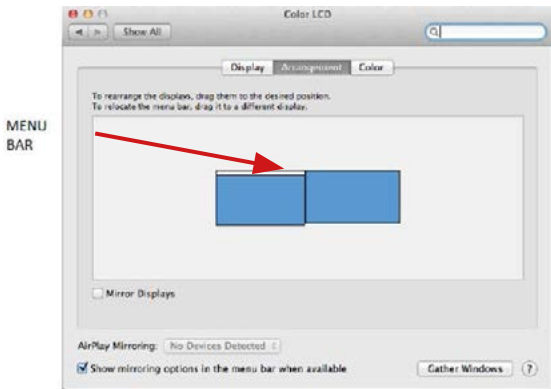 Color LCD
Show All
Display Arrangement Color
To rearrange the displays, drag them to the desired position.
To relocate the menu bar, drag it to a different display.
MENU
BAR
Mirror Displays
AirPlay Mirroring: No Devices Detected
Show mirroring options in the menu bar when available
Gather Windows ?